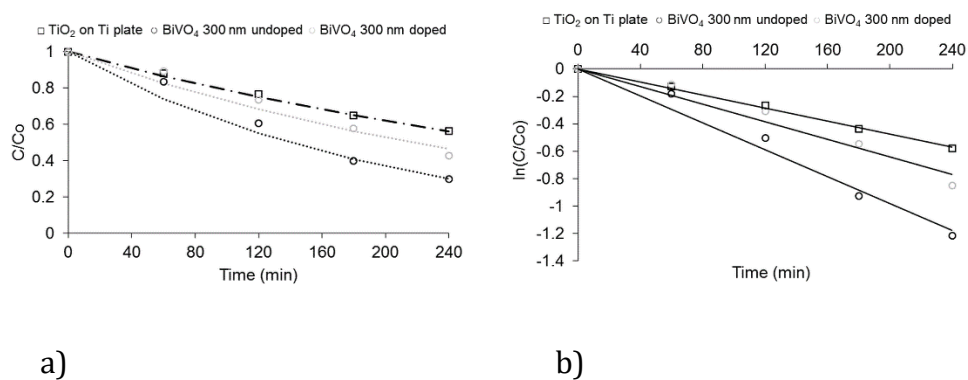 □ TiO₂ on Ti plate ○ BiVO₄ 300 nm undoped ○ BiVO₄ 300 nm doped
1
0.8
0.6
0.4
0.2
0
C/Co
0 40 80 120 160 200 240
Time (min)
a)
□ TiO₂ on Ti plate ○ BiVO₄ 300 nm undoped ○ BiVO₄ 300 nm doped
0 40 80 120 160 200 240
0
-0.2
-0.4
-0.6
-0.8
-1
-1.2
-1.4
ln(C/Co)
Time (min)
b)